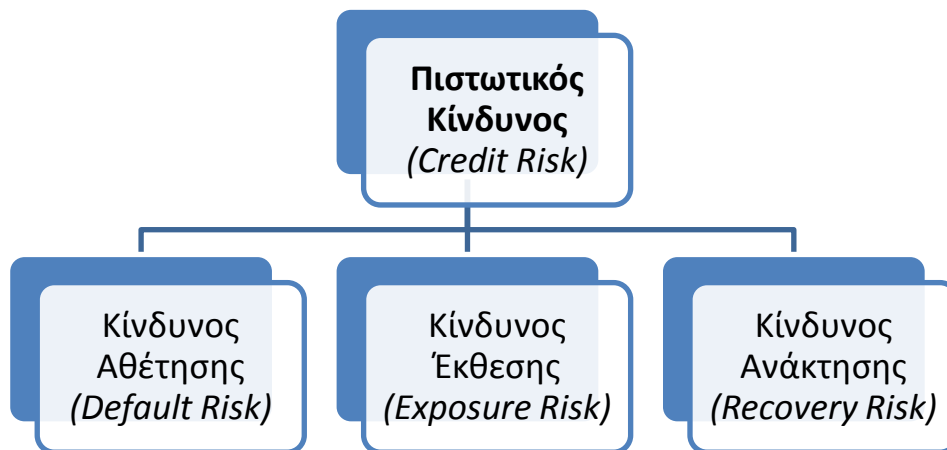 Πιστωτικός
Κίνδυνος
(Credit Risk)
Κίνδυνος
Αθέτησης
(Default Risk)
Κίνδυνος
Έκθεσης
(Exposure Risk)
Κίνδυνος
Ανάκτησης
(Recovery Risk)